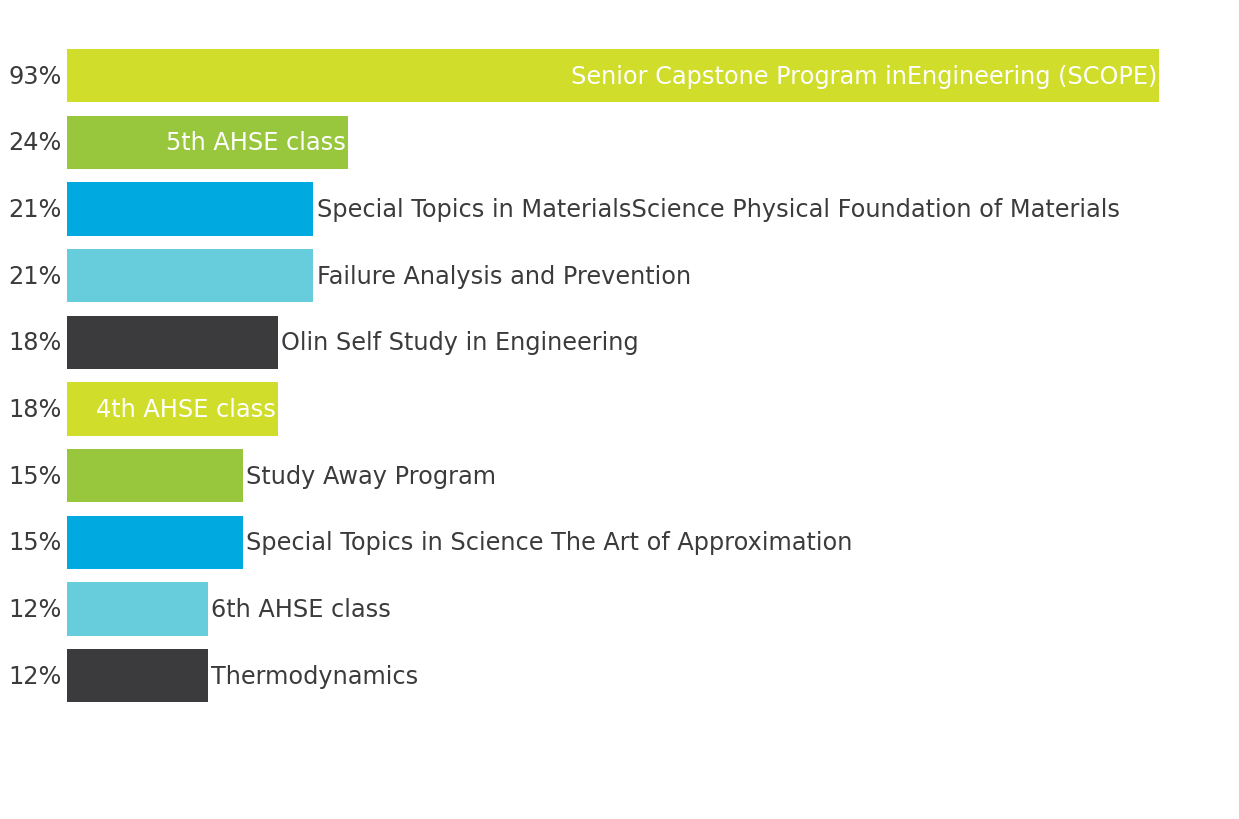 93% Senior Capstone Program inEngineering (SCOPE)
24% 5th AHSE class
21% Special Topics in MaterialsScience Physical Foundation of Materials
21% Failure Analysis and Prevention
18% Olin Self Study in Engineering
18% 4th AHSE class
15% Study Away Program
15% Special Topics in Science The Art of Approximation
12% 6th AHSE class
12% Thermodynamics